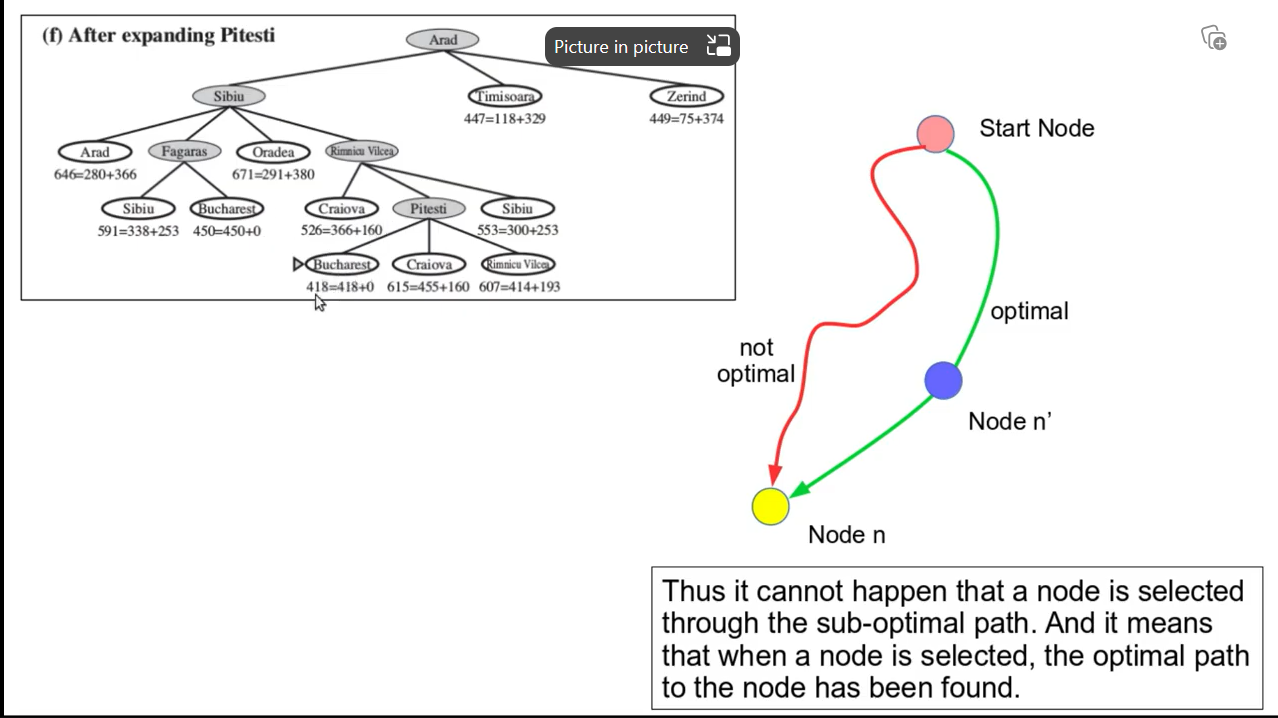 (f) After expanding Pitesti
Picture in picture
Arad
Sibiu
Timisoara
Zerind
447=118+329
449=75+374
Arad
Fagaras
Oradea
Rimnicu Vilcea
646=280+366
671=291+380
Sibiu
Bucharest
Craiova
Pitesti
Sibiu
591=338+253
450=450+0
526=366+160
553=300+253
Bucharest
Craiova
Rimnicu Vilcea
418=418+0
615=455+160
607=414+193
Start Node
optimal
not
optimal
Node n’
Node n
Thus it cannot happen that a node is selected
through the sub-optimal path. And it means
that when a node is selected, the optimal path
to the node has been found.